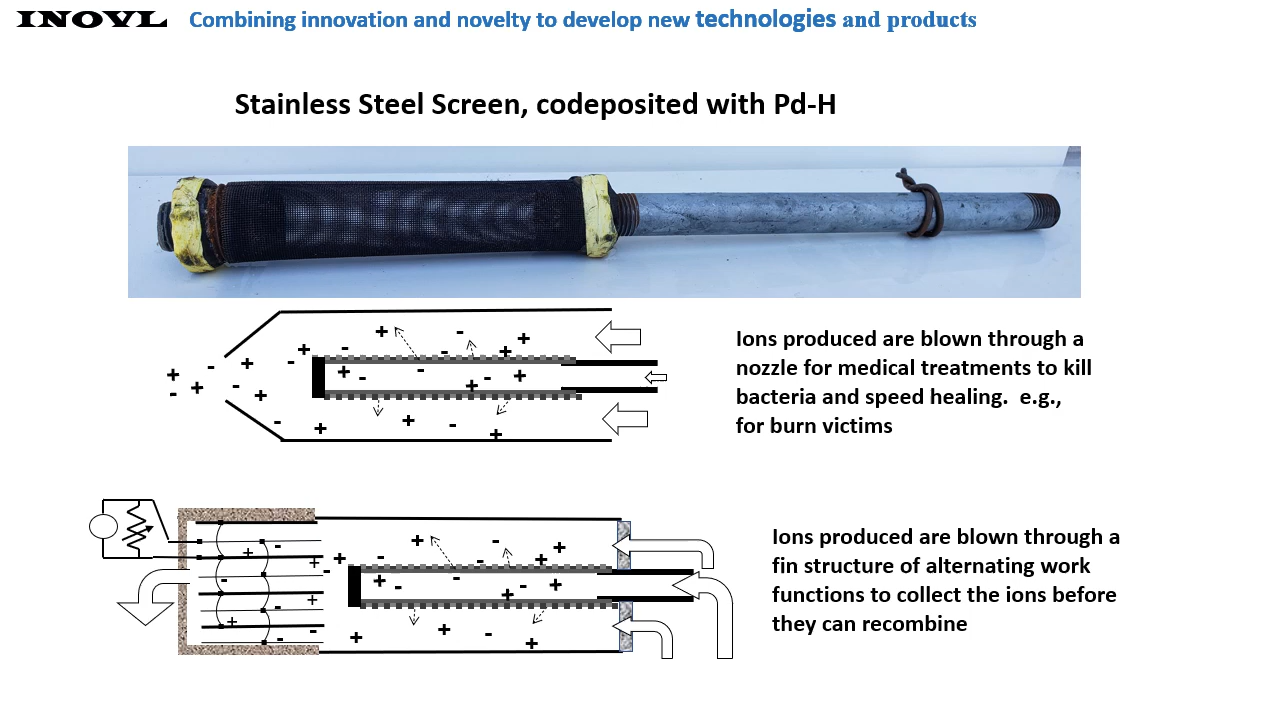 INOVL Combining innovation and novelty to develop new technologies and products
Stainless Steel Screen, codeposited with Pd-H
Ions produced are blown through a
nozzle for medical treatments to kill
bacteria and speed healing.  e.g.,
for burn victims
Ions produced are blown through a
fin structure of alternating work
functions to collect the ions before
they can recombine